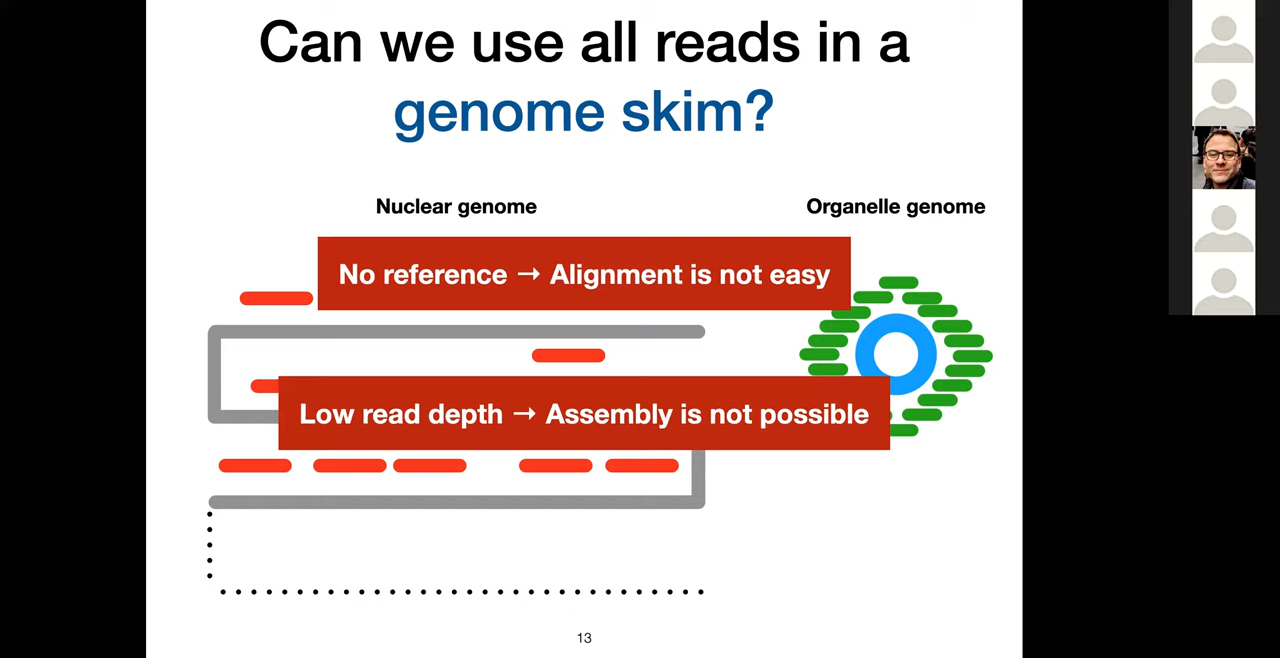 Can we use all reads in a
genome skim?
Nuclear genome
Organelle genome
No reference → Alignment is not easy
Low read depth → Assembly is not possible
13